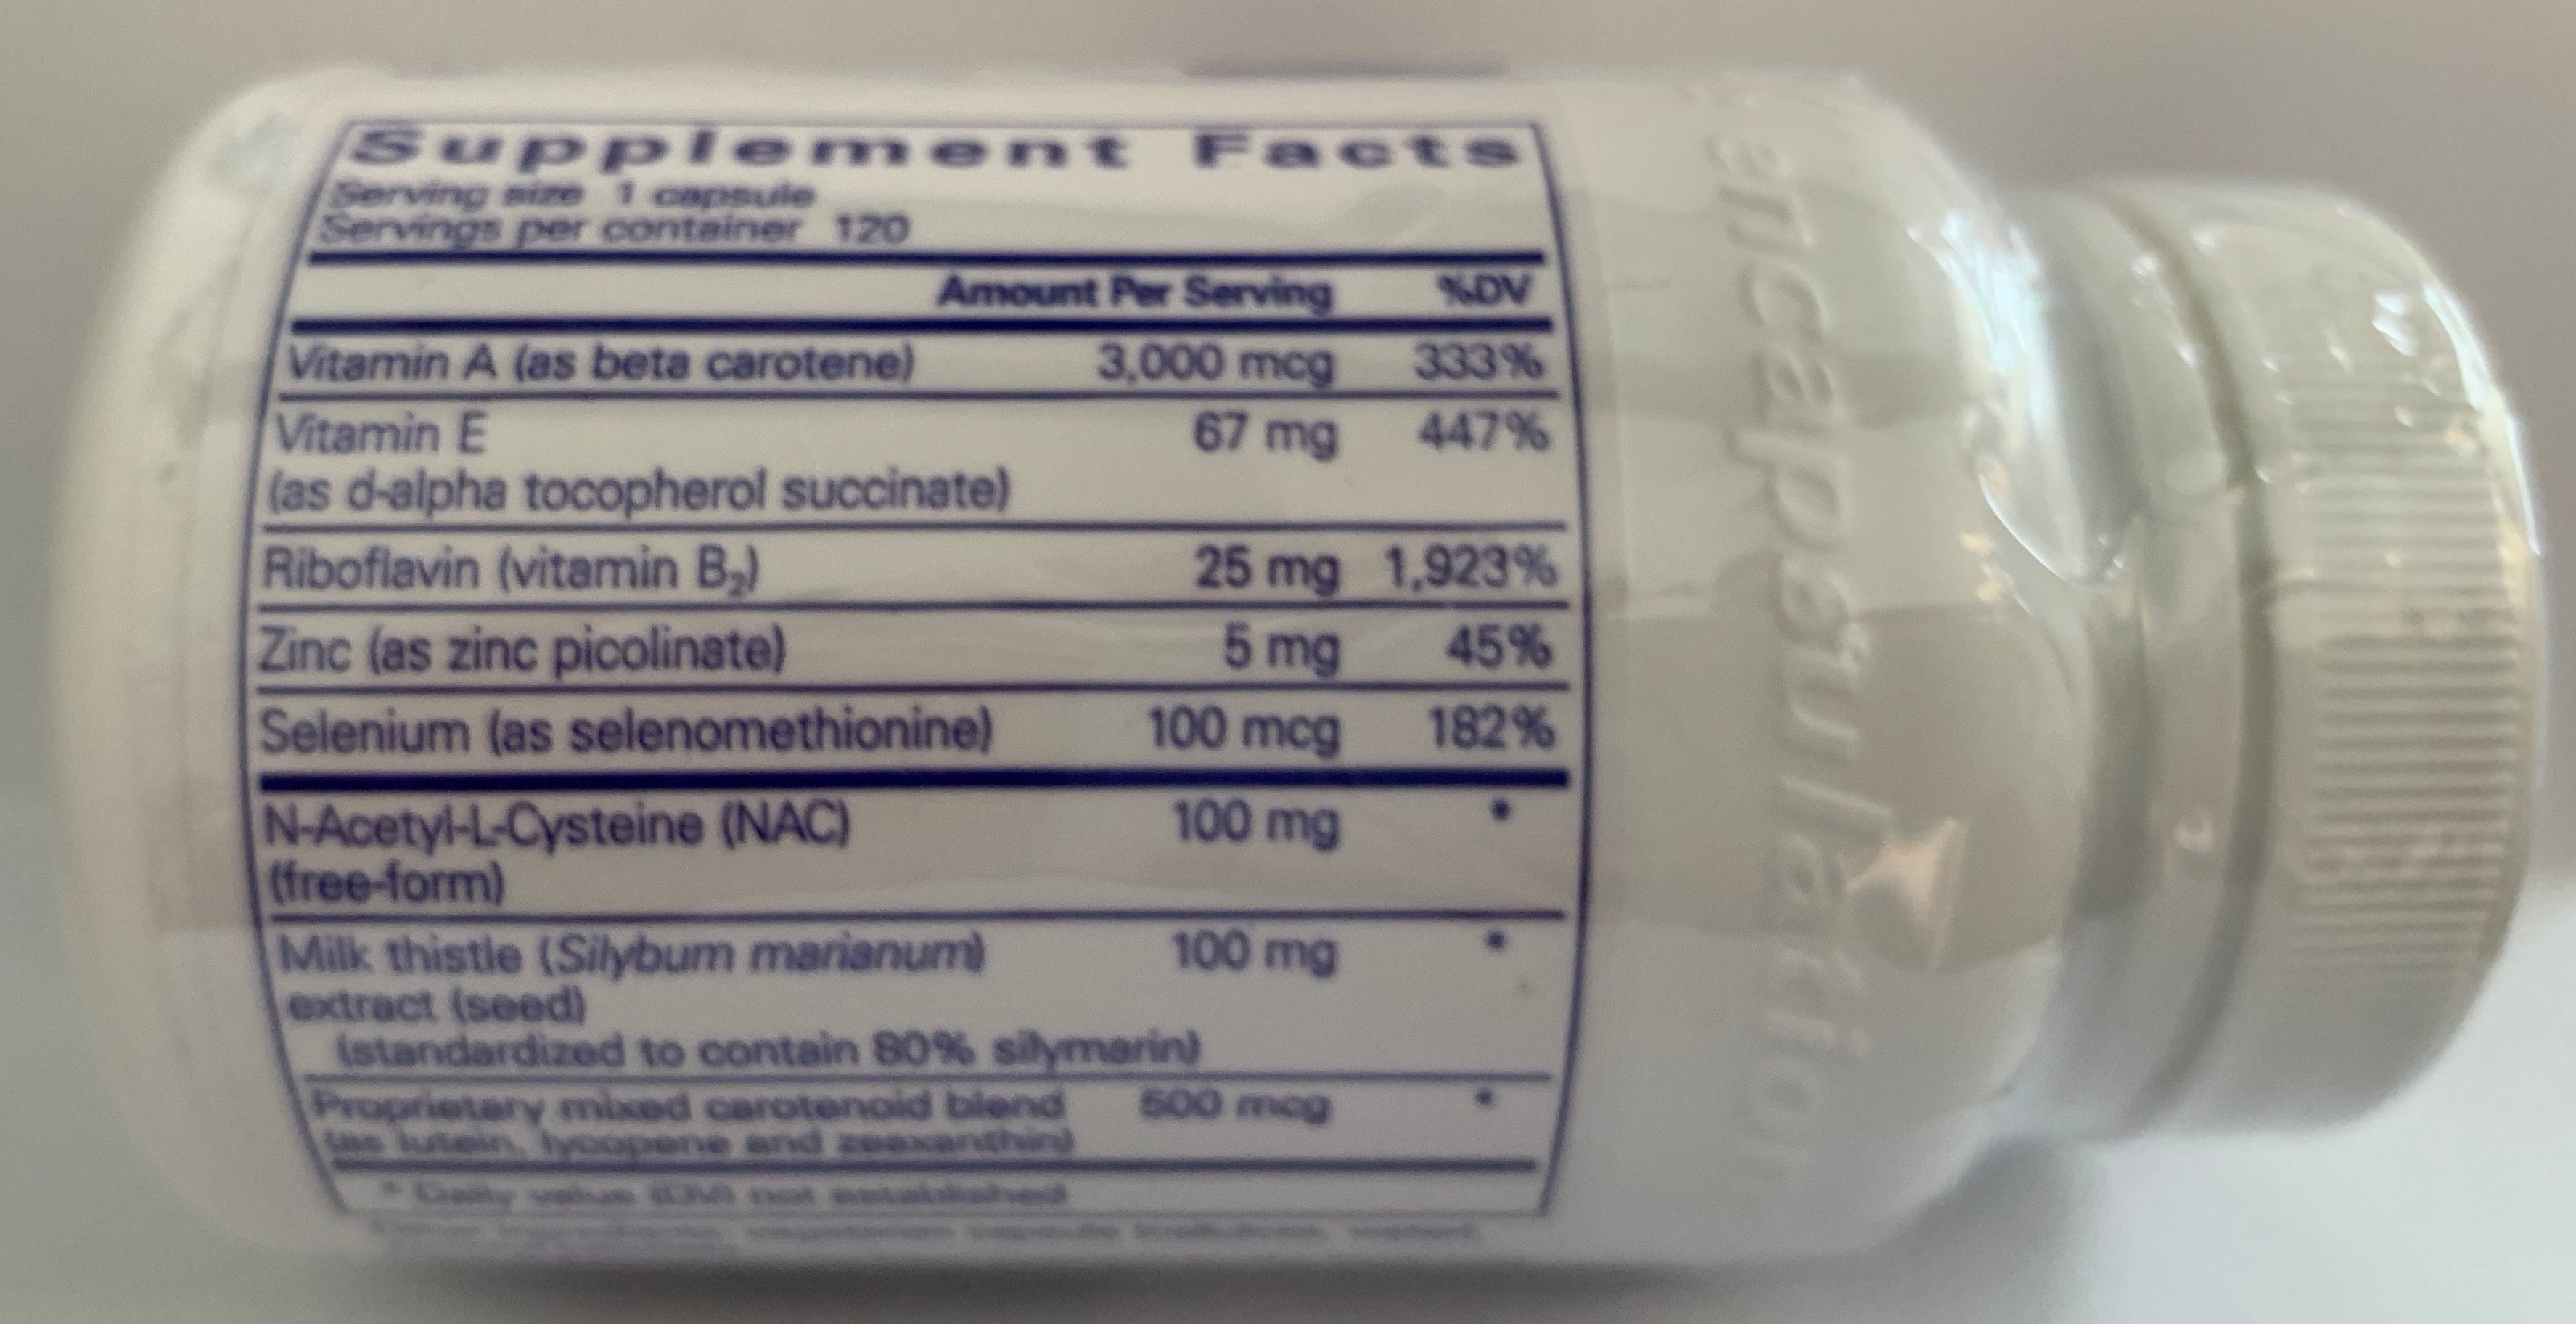 Supplement Facts
Serving size 1 capsule
Servings per container 120
Amount Per Serving %DV
Vitamin A (as beta carotene) 3,000 mcg 333%
Vitamin E 67 mg 447%
(as d-alpha tocopherol succinate)
Riboflavin (vitamin B₂) 25 mg 1,923%
Zinc (as zinc picolinate) 5 mg 45%
Selenium (as selenomethionine) 100 mcg 182%
N-Acetyl-L-Cysteine (NAC) 100 mg *
(free-form)
Milk thistle (Silybum marianum) 100 mg *
extract (seed)
(standardized to contain 80% silymarin)
Proprietary mixed carotenoid blend 500 mcg *
(as lutein, lycopene and zeaxanthin)
* Daily value (DV) not established
encapsulation